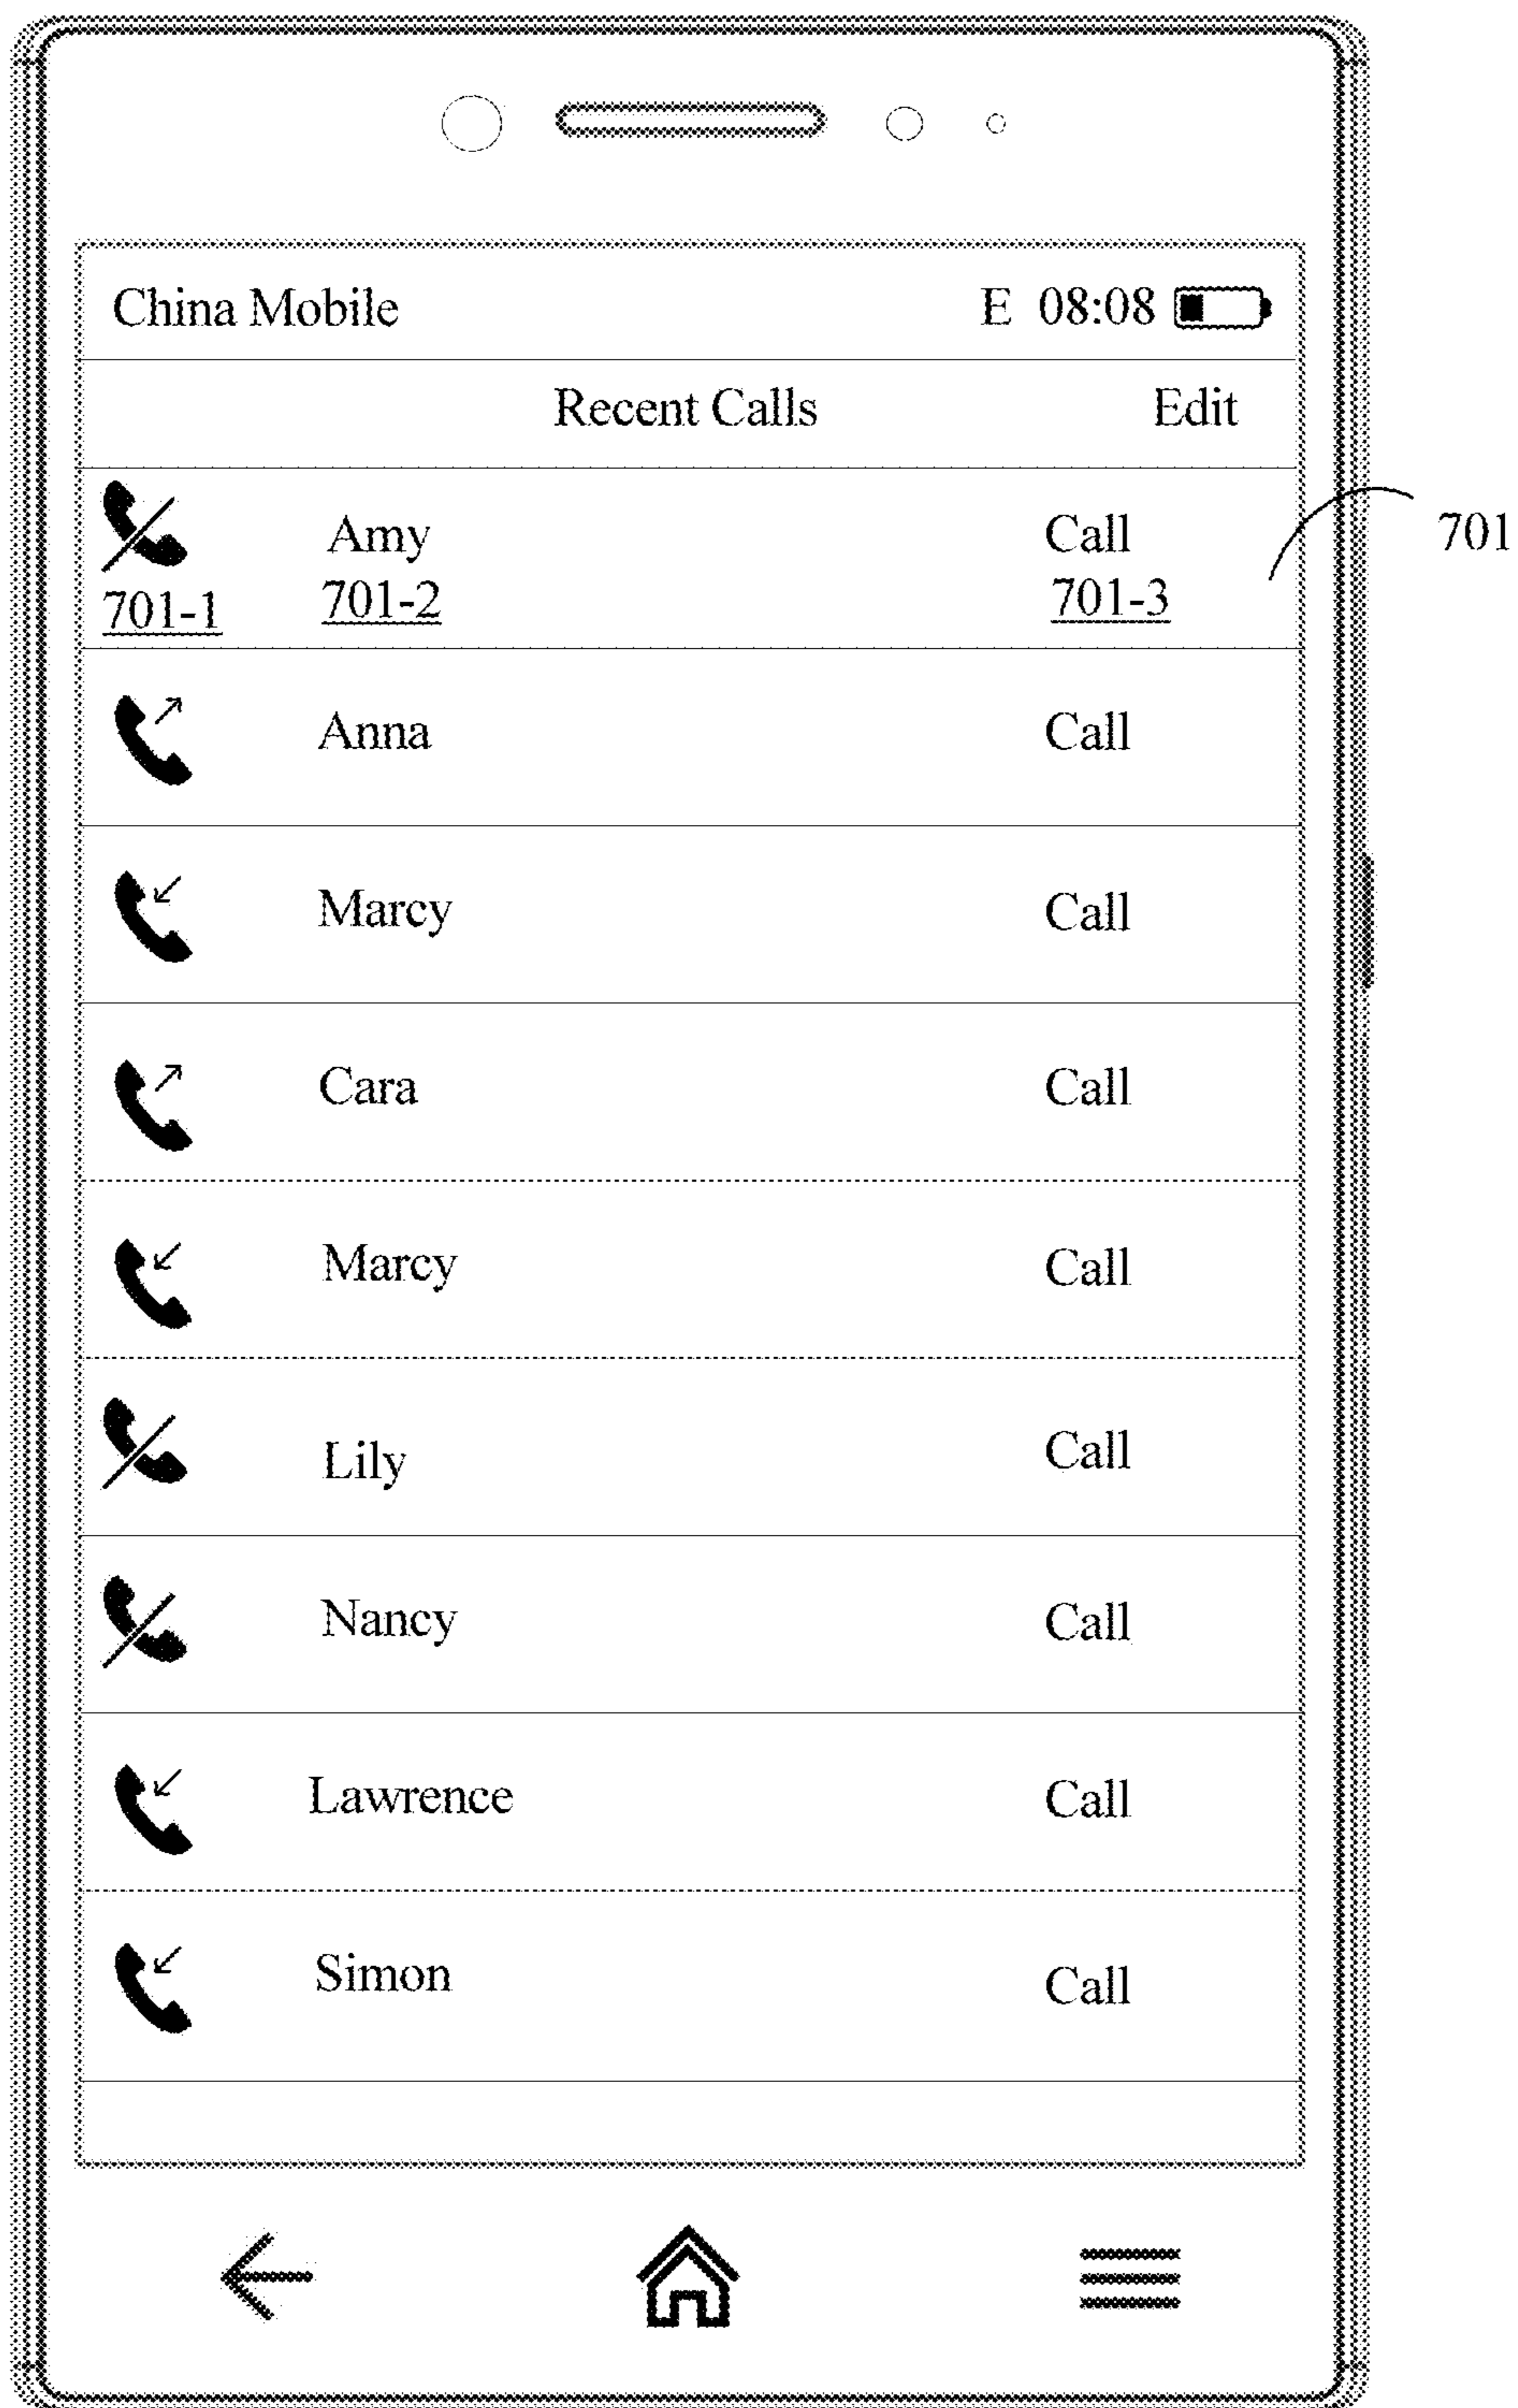 China Mobile E 08:08
Recent Calls Edit
Amy Call 701
701-1 701-2 701-3
Anna Call
Marcy Call
Cara Call
Marcy Call
Lily Call
Nancy Call
Lawrence Call
Simon Call